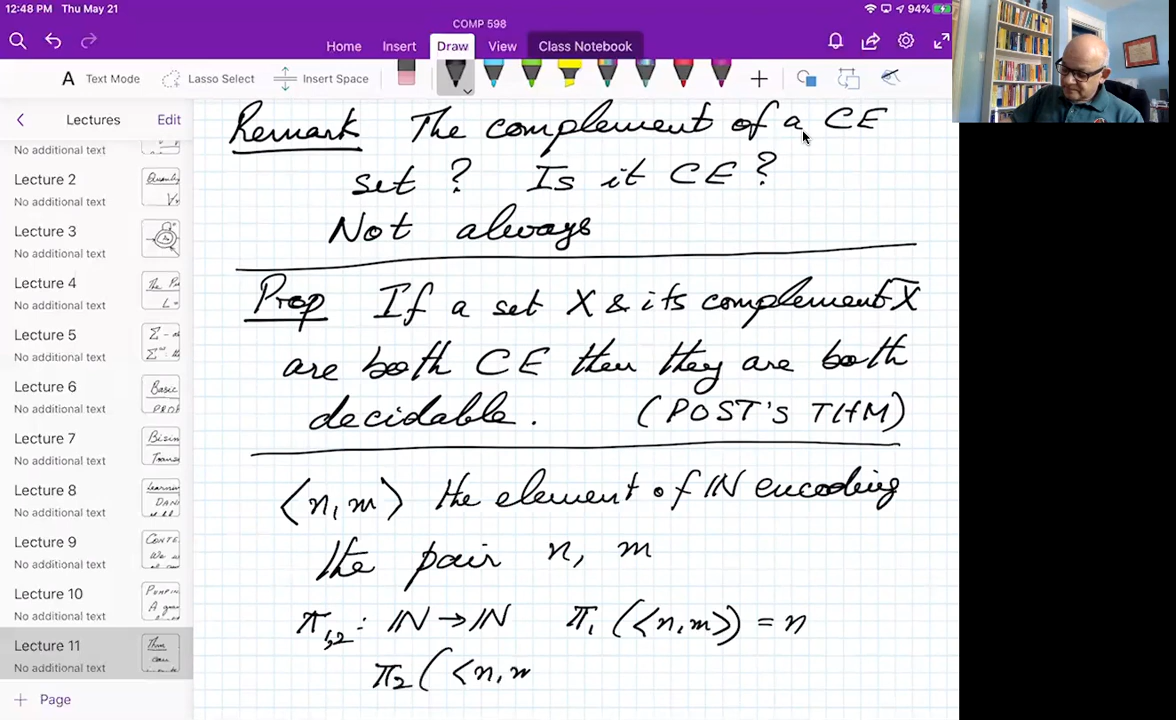 12:48 PM Thu May 21
94%
COMP 598
Home Insert Draw View Class Notebook
A Text Mode Lasso Select Insert Space
Lectures Edit
No additional text
Lecture 2
No additional text
Lecture 3
No additional text
Lecture 4
No additional text
Lecture 5
No additional text
Lecture 6
No additional text
Lecture 7
No additional text
Lecture 8
No additional text
Lecture 9
No additional text
Lecture 10
No additional text
Lecture 11
No additional text
+ Page
Remark The complement of a CE
set ? Is it CE ?
Not always
Prop If a set X & its complement X̅
are both CE then they are both
decidable. (POST'S THM)
⟨n, m⟩ the element of ℕ encoding
the pair n, m
π₁,₂ : ℕ → ℕ π₁ (⟨n, m⟩) = n
π₂ (⟨n, m